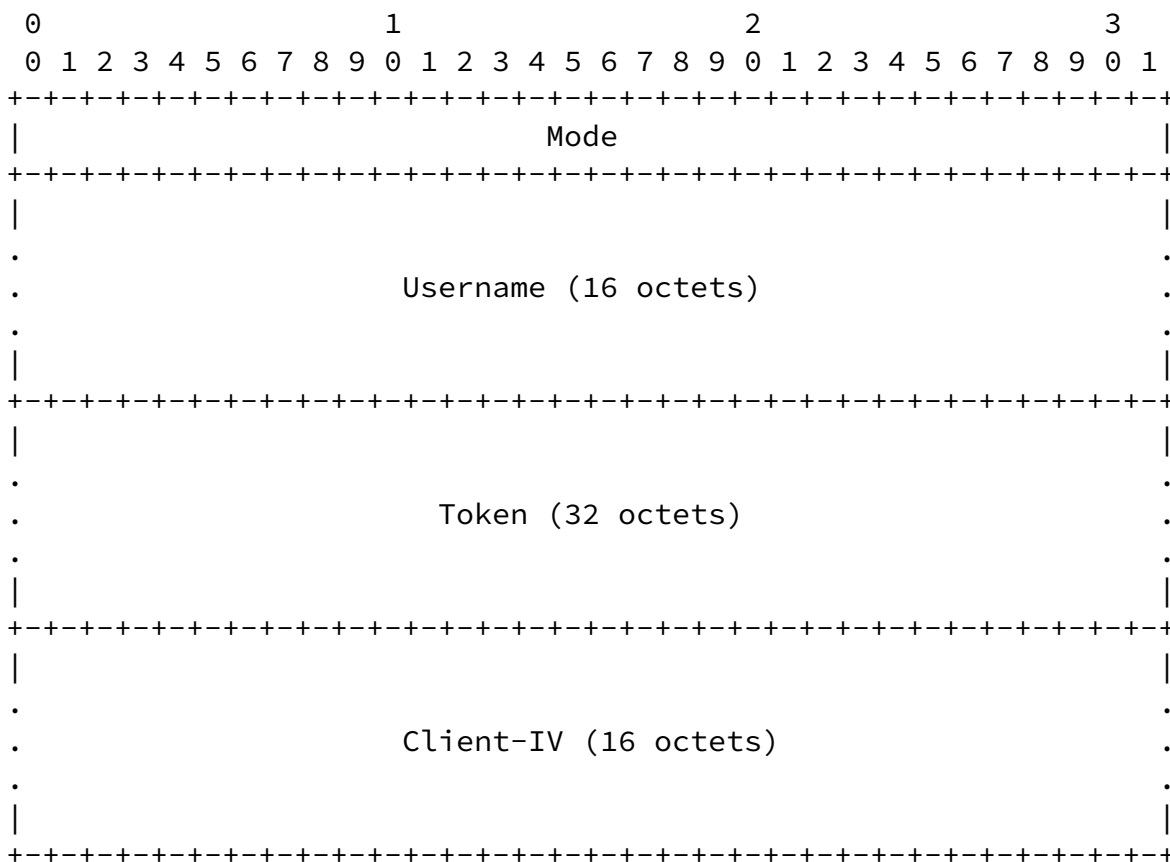 0                   1                   2                   3
0 1 2 3 4 5 6 7 8 9 0 1 2 3 4 5 6 7 8 9 0 1 2 3 4 5 6 7 8 9 0 1
+-+-+-+-+-+-+-+-+-+-+-+-+-+-+-+-+-+-+-+-+-+-+-+-+-+-+-+-+-+-+-+-+
|                             Mode                              |
+-+-+-+-+-+-+-+-+-+-+-+-+-+-+-+-+-+-+-+-+-+-+-+-+-+-+-+-+-+-+-+-+
|                                                               |
.                                                               .
.                     Username (16 octets)                      .
.                                                               .
|                                                               |
+-+-+-+-+-+-+-+-+-+-+-+-+-+-+-+-+-+-+-+-+-+-+-+-+-+-+-+-+-+-+-+-+
|                                                               |
.                                                               .
.                       Token (32 octets)                       .
.                                                               .
|                                                               |
+-+-+-+-+-+-+-+-+-+-+-+-+-+-+-+-+-+-+-+-+-+-+-+-+-+-+-+-+-+-+-+-+
|                                                               |
.                                                               .
.                     Client-IV (16 octets)                     .
.                                                               .
|                                                               |
+-+-+-+-+-+-+-+-+-+-+-+-+-+-+-+-+-+-+-+-+-+-+-+-+-+-+-+-+-+-+-+-+